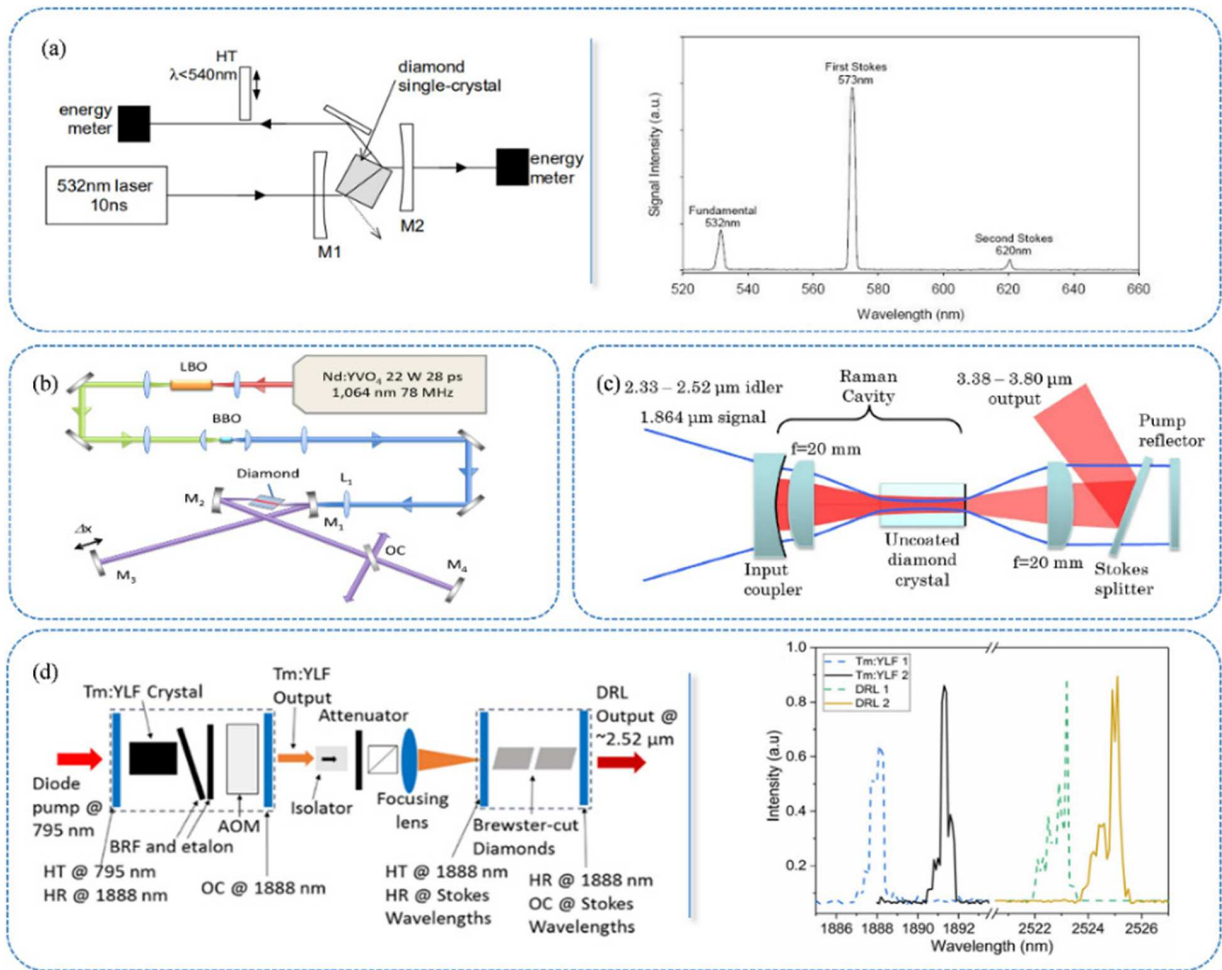 (a)
HT
λ<540nm
diamond
single-crystal
energy
meter
532nm laser
10ns
M1
M2
energy
meter
Signal Intensity (a.u.)
First Stokes
573nm
Fundamental
532nm
Second Stokes
620nm
520 540 560 580 600 620 640 660
Wavelength (nm)
(b)
LBO
Nd:YVO₄ 22 W 28 ps
1,064 nm 78 MHz
BBO
Diamond
L₁
M₂
M₁
Δx
M₃
OC
M₄
(c)
2.33 – 2.52 μm idler
1.864 μm signal
Raman
Cavity
3.38 – 3.80 μm
output
Pump
reflector
f=20 mm
Input
coupler
Uncoated
diamond
crystal
f=20 mm
Stokes
splitter
(d)
Tm:YLF Crystal
Tm:YLF
Output
Attenuator
DRL
Output @
~2.52 μm
Diode
pump @
795 nm
BRF and etalon
AOM
Isolator
Focusing
lens
Brewster-cut
Diamonds
HT @ 795 nm
HR @ 1888 nm
OC @ 1888 nm
HT @ 1888 nm
HR @ Stokes
Wavelengths
HR @ 1888 nm
OC @ Stokes
Wavelengths
Intensity (a.u)
1.0
0.8
0.6
0.4
0.2
Tm:YLF 1
Tm:YLF 2
DRL 1
DRL 2
1886 1888 1890 1892 2522 2524 2526
Wavelength (nm)